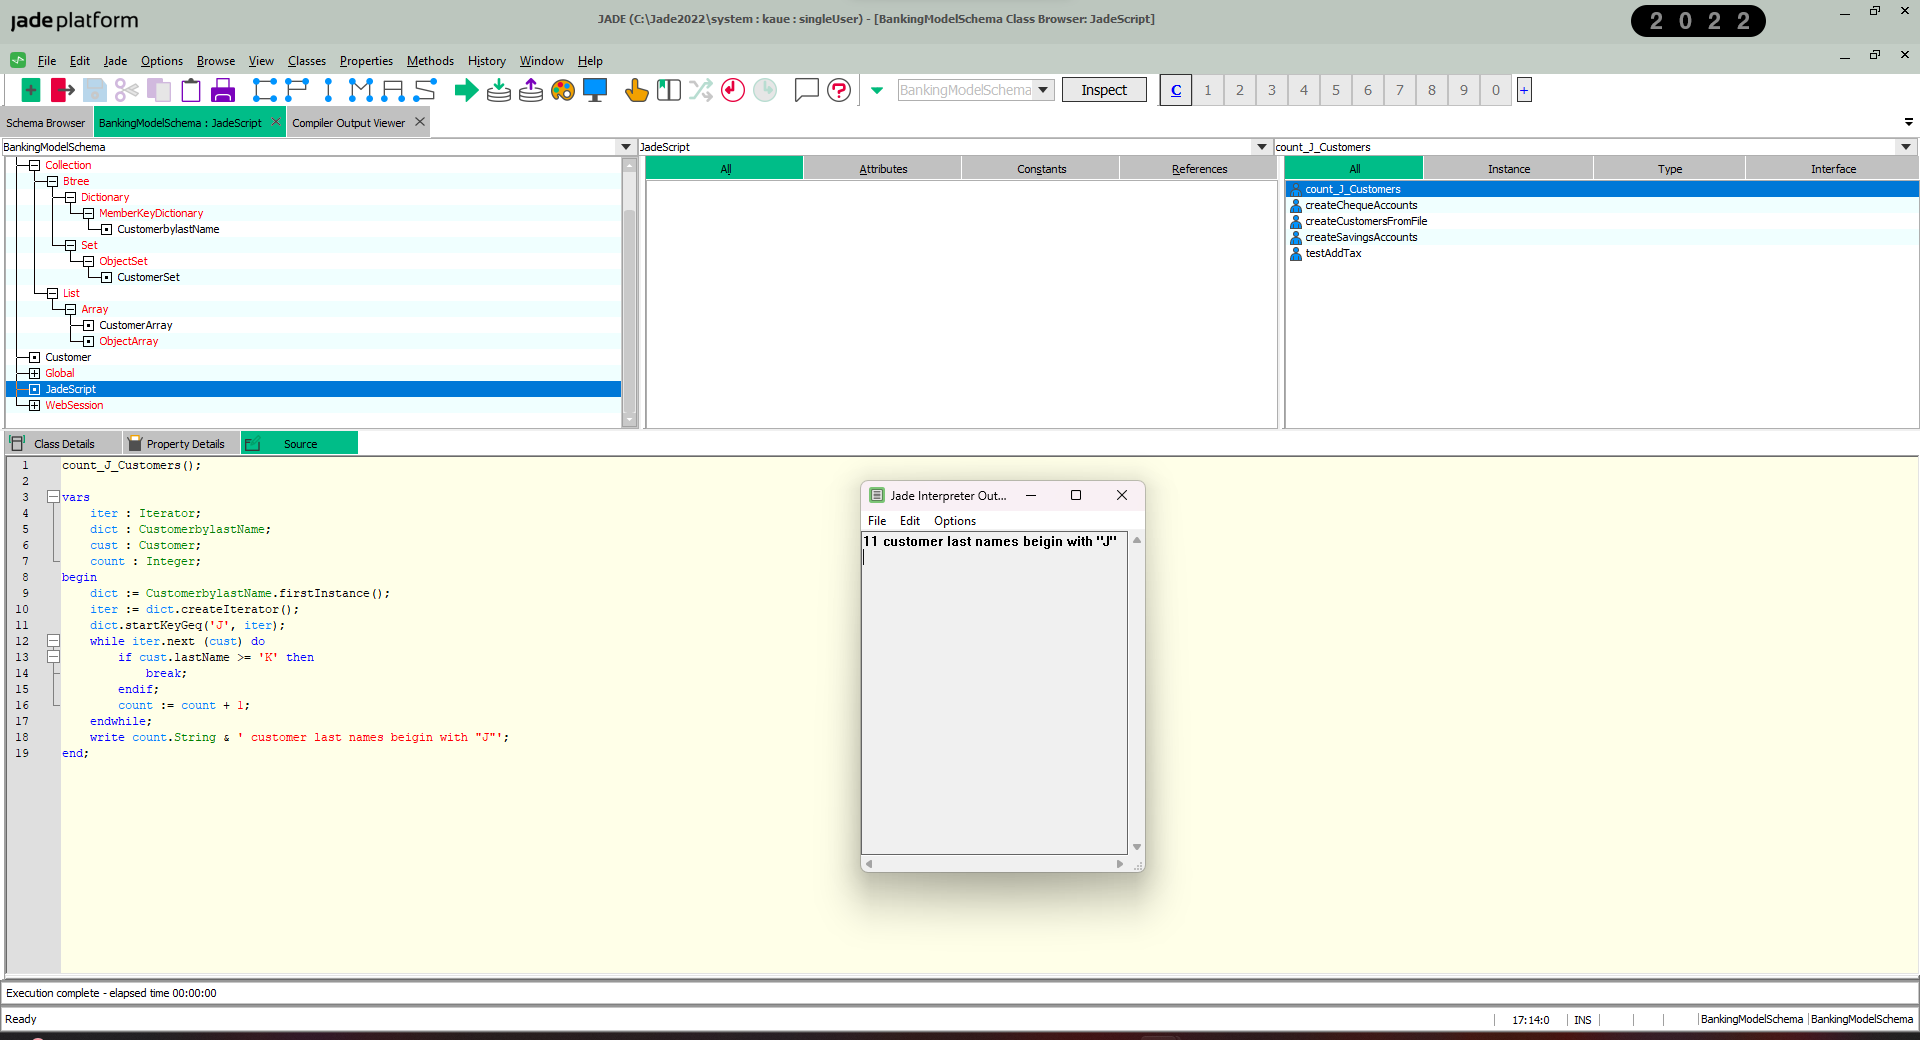 jade platform
JADE (C:\Jade2022\system : kaue : singleUser) - [BankingModelSchema Class Browser: JadeScript]
2 0 2 2
File Edit Jade Options Browse View Classes Properties Methods History Window Help
BankingModelSchema Inspect C 1 2 3 4 5 6 7 8 9 0 +
Schema Browser BankingModelSchema : JadeScript Compiler Output Viewer
BankingModelSchema JadeScript count_J_Customers
Collection
Btree
Dictionary
MemberKeyDictionary
CustomerbylastName
Set
ObjectSet
CustomerSet
List
Array
CustomerArray
ObjectArray
Customer
Global
JadeScript
WebSession
All Attributes Constants References
All Instance Type Interface
count_J_Customers
createChequeAccounts
createCustomersFromFile
createSavingsAccounts
testAddTax
Class Details Property Details Source
1 count_J_Customers();
2
3 vars
4 iter : Iterator;
5 dict : CustomerbylastName;
6 cust : Customer;
7 count : Integer;
8 begin
9 dict := CustomerbylastName.firstInstance();
10 iter := dict.createIterator();
11 dict.startKeyGeq('J', iter);
12 while iter.next (cust) do
13 if cust.lastName >= 'K' then
14 break;
15 endif;
16 count := count + 1;
17 endwhile;
18 write count.String & ' customer last names beigin with "J"';
19 end;
Jade Interpreter Out...
File Edit Options
11 customer last names beigin with "J"
Execution complete - elapsed time 00:00:00
Ready 17:14:0 INS BankingModelSchema BankingModelSchema